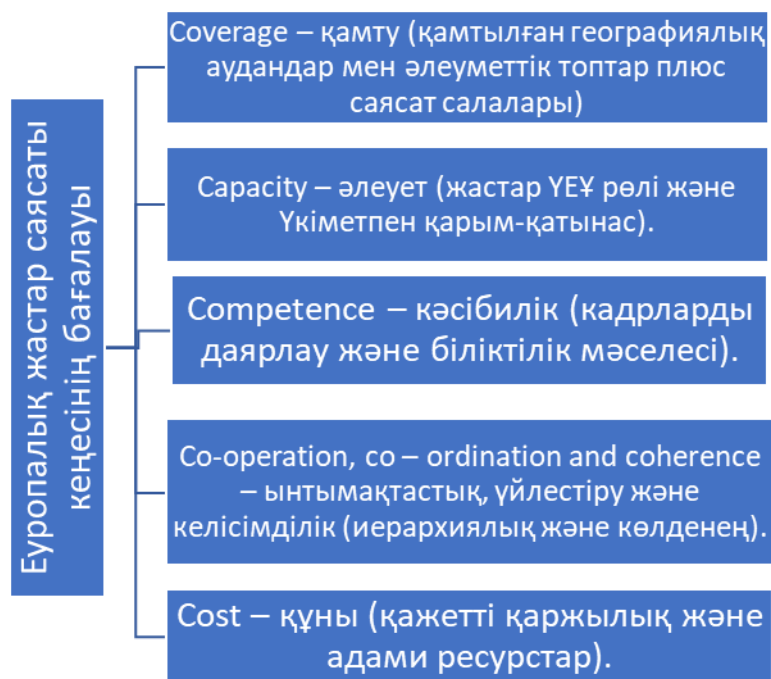 Еуропалық жастар саясаты
кеңесінің бағалауы
Coverage – қамту (қамтылған географиялық
аудандар мен әлеуметтік топтар плюс
саясат салалары)
Capacity – әлеует (жастар ҮЕҰ рөлі және
Үкіметпен қарым-қатынас).
Competence – кәсібилік (кадрларды
даярлау және біліктілік мәселесі).
Co-operation, co – ordination and coherence
– ынтымақтастық, үйлестіру және
келісімділік (иерархиялық және көлденең).
Cost – құны (қажетті қаржылық және
адами ресурстар).